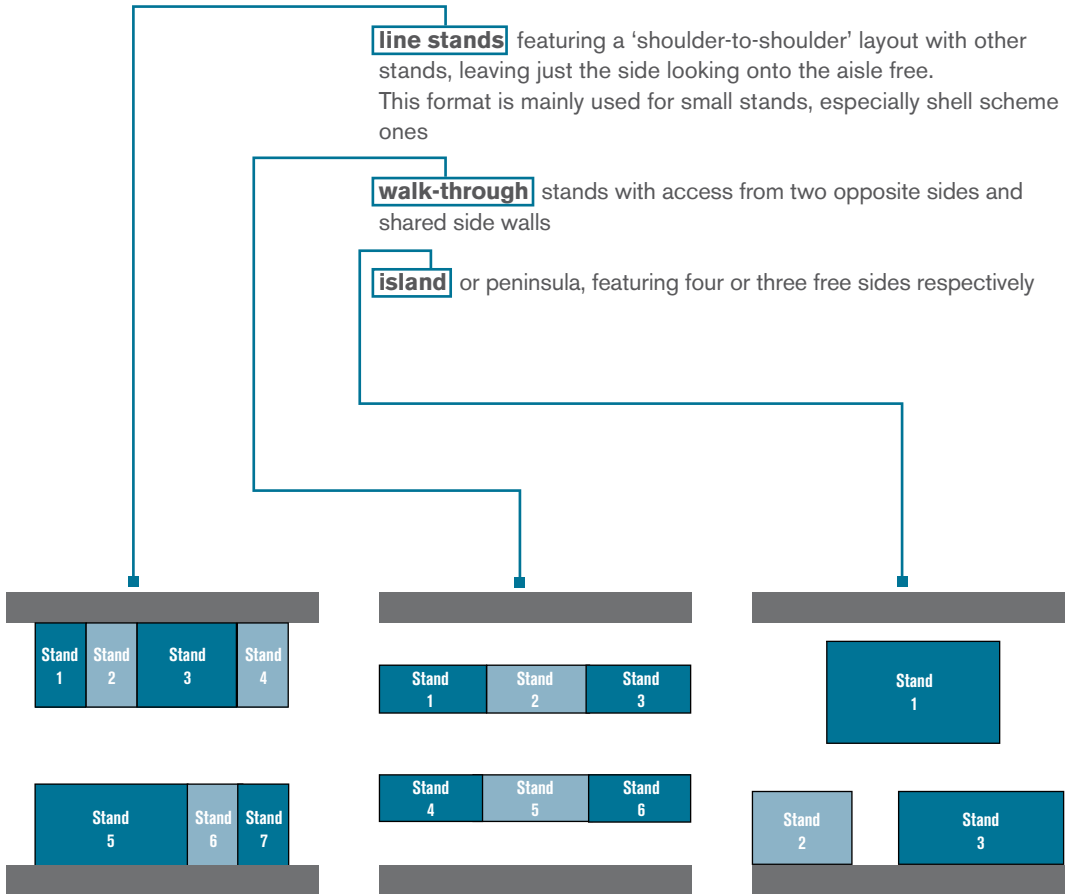 line stands featuring a ‘shoulder-to-shoulder’ layout with other
stands, leaving just the side looking onto the aisle free.
This format is mainly used for small stands, especially shell scheme
ones
walk-through stands with access from two opposite sides and
shared side walls
island or peninsula, featuring four or three free sides respectively
Stand
1
Stand
2
Stand
3
Stand
4
Stand
5
Stand
6
Stand
7
Stand
1
Stand
2
Stand
3
Stand
4
Stand
5
Stand
6
Stand
1
Stand
2
Stand
3